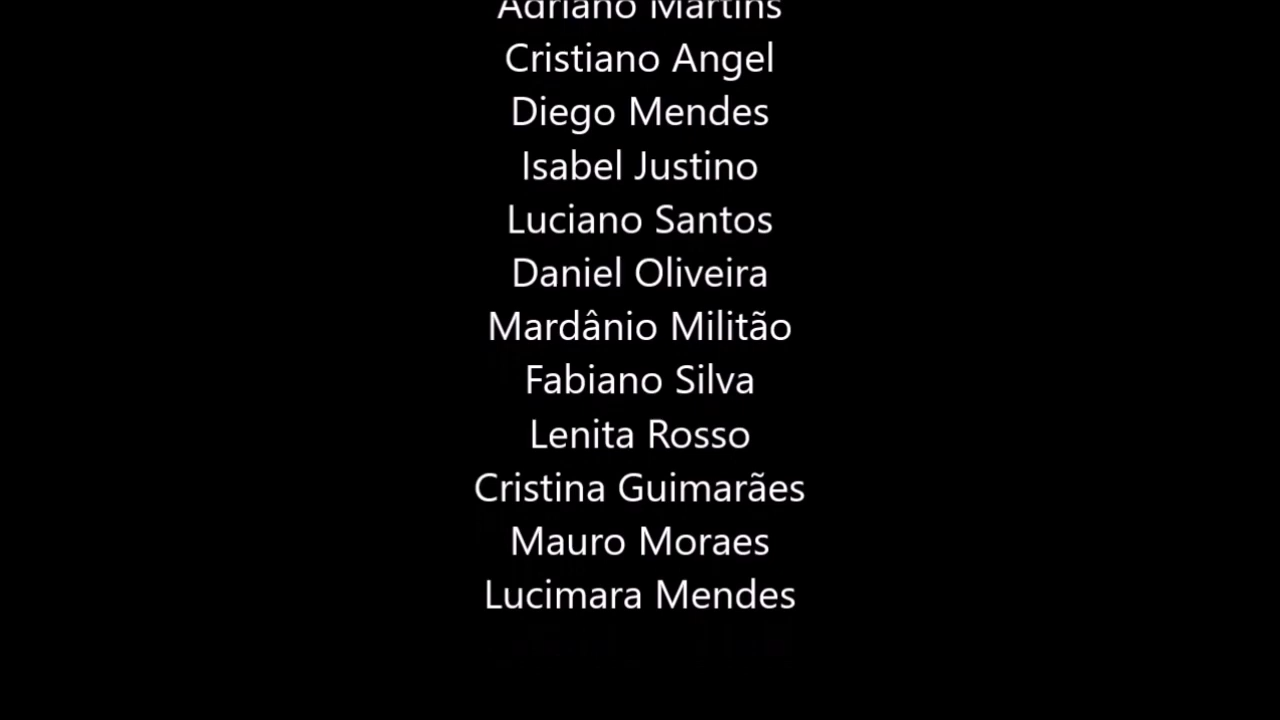 Adriano Martins
Cristiano Angel
Diego Mendes
Isabel Justino
Luciano Santos
Daniel Oliveira
Mardânio Militão
Fabiano Silva
Lenita Rosso
Cristina Guimarães
Mauro Moraes
Lucimara Mendes